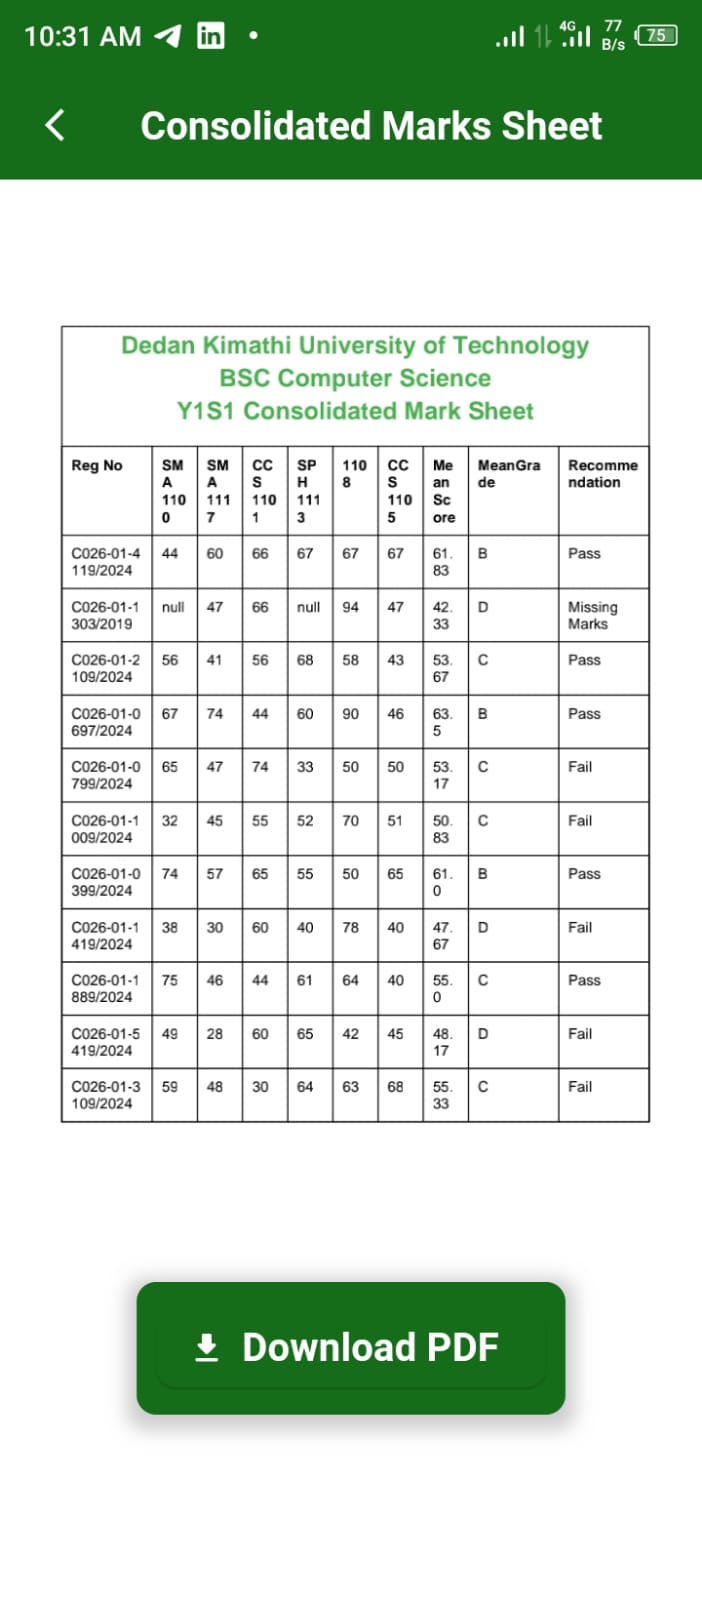 10:31 AM in • 4G 77 B/s 75
Consolidated Marks Sheet
Dedan Kimathi University of Technology
BSC Computer Science
Y1S1 Consolidated Mark Sheet
Reg No SMA 1100 SMA 1117 CCS 1101 SPH 1113 1108 CCS 1105 Mean Score MeanGrade Recommendation
C026-01-4119/2024 44 60 66 67 67 67 61.83 B Pass
C026-01-1303/2019 null 47 66 null 94 47 42.33 D Missing Marks
C026-01-2109/2024 56 41 56 68 58 43 53.67 C Pass
C026-01-0697/2024 67 74 44 60 90 46 63.5 B Pass
C026-01-0799/2024 65 47 74 33 50 50 53.17 C Fail
C026-01-1009/2024 32 45 55 52 70 51 50.83 C Fail
C026-01-0399/2024 74 57 65 55 50 65 61.0 B Pass
C026-01-1419/2024 38 30 60 40 78 40 47.67 D Fail
C026-01-1889/2024 75 46 44 61 64 40 55.0 C Pass
C026-01-5419/2024 49 28 60 65 42 45 48.17 D Fail
C026-01-3109/2024 59 48 30 64 63 68 55.33 C Fail
Download PDF